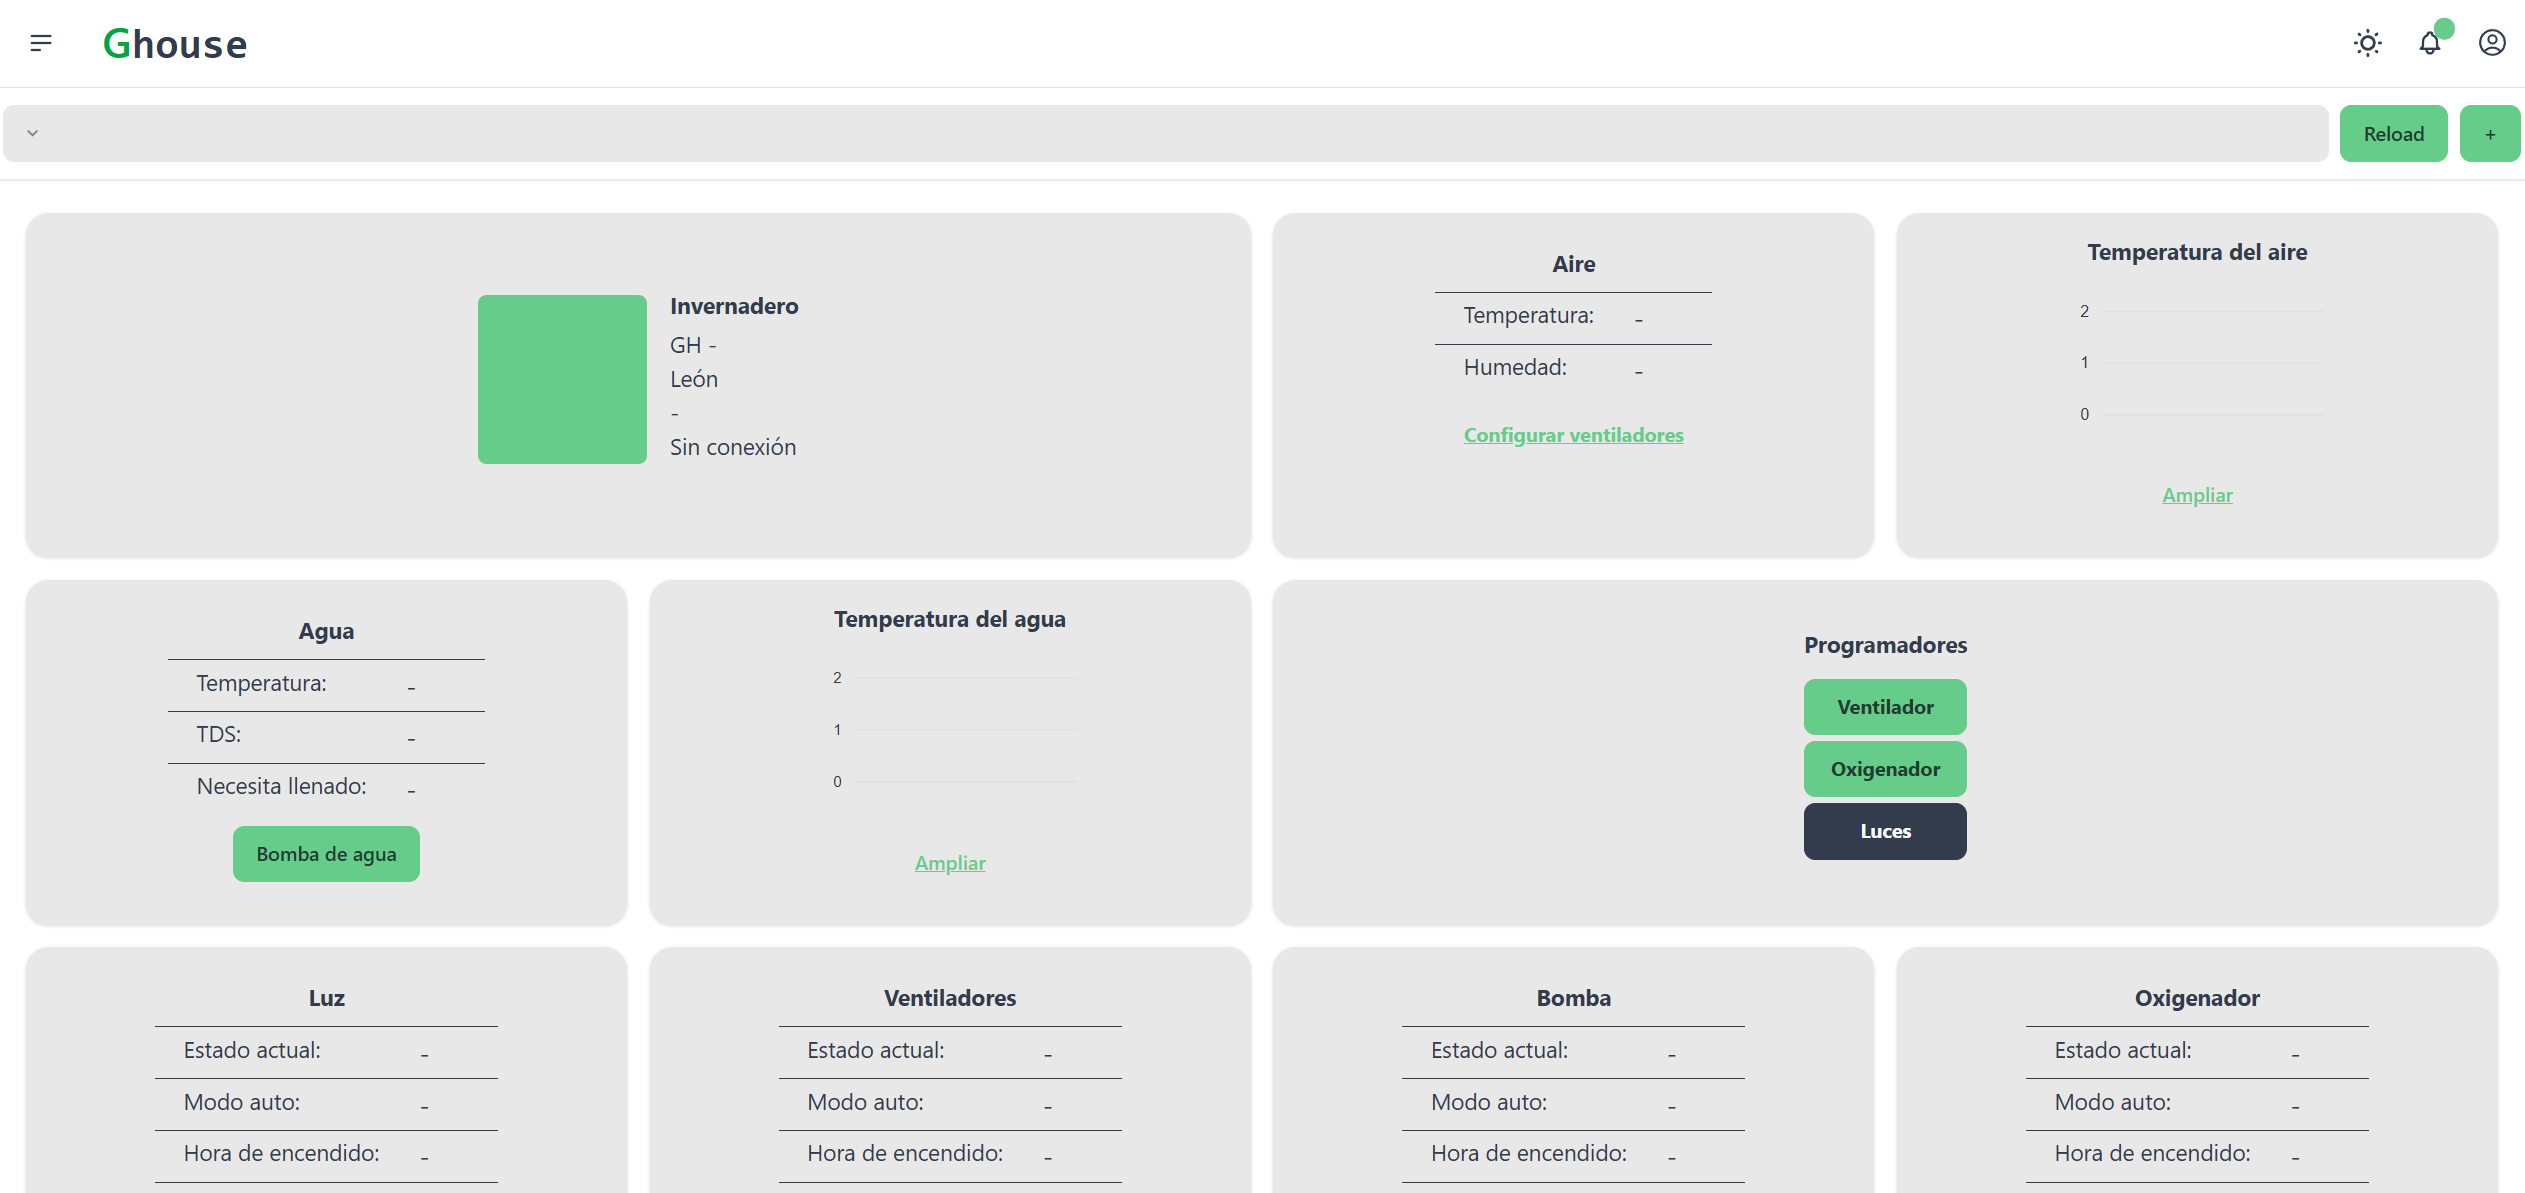 Ghouse
Reload
+
Invernadero
GH -
León
-
Sin conexión
Aire
Temperatura: -
Humedad: -
Configurar ventiladores
Temperatura del aire
2
1
0
Ampliar
Agua
Temperatura: -
TDS: -
Necesita llenado: -
Bomba de agua
Temperatura del agua
2
1
0
Ampliar
Programadores
Ventilador
Oxigenador
Luces
Luz
Estado actual: -
Modo auto: -
Hora de encendido: -
Ventiladores
Estado actual: -
Modo auto: -
Hora de encendido: -
Bomba
Estado actual: -
Modo auto: -
Hora de encendido: -
Oxigenador
Estado actual: -
Modo auto: -
Hora de encendido: -